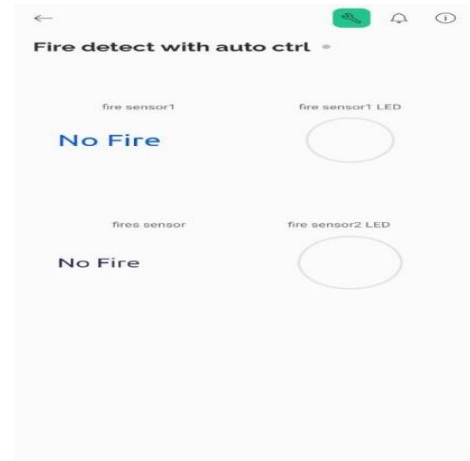 Fire detect with auto ctrl
fire sensor1
fire sensor1 LED
No Fire
fires sensor
fire sensor2 LED
No Fire